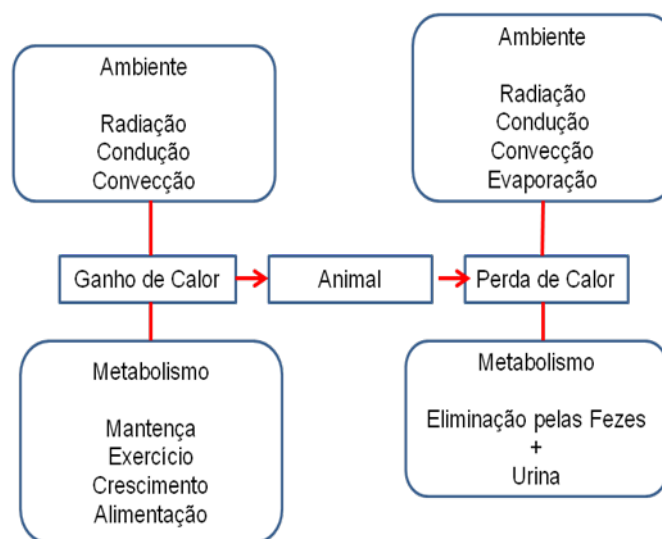 Ambiente
Radiação
Condução
Convecção
Ambiente
Radiação
Condução
Convecção
Evaporação
Ganho de Calor
Animal
Perda de Calor
Metabolismo
Mantença
Exercício
Crescimento
Alimentação
Metabolismo
Eliminação pelas Fezes
+
Urina